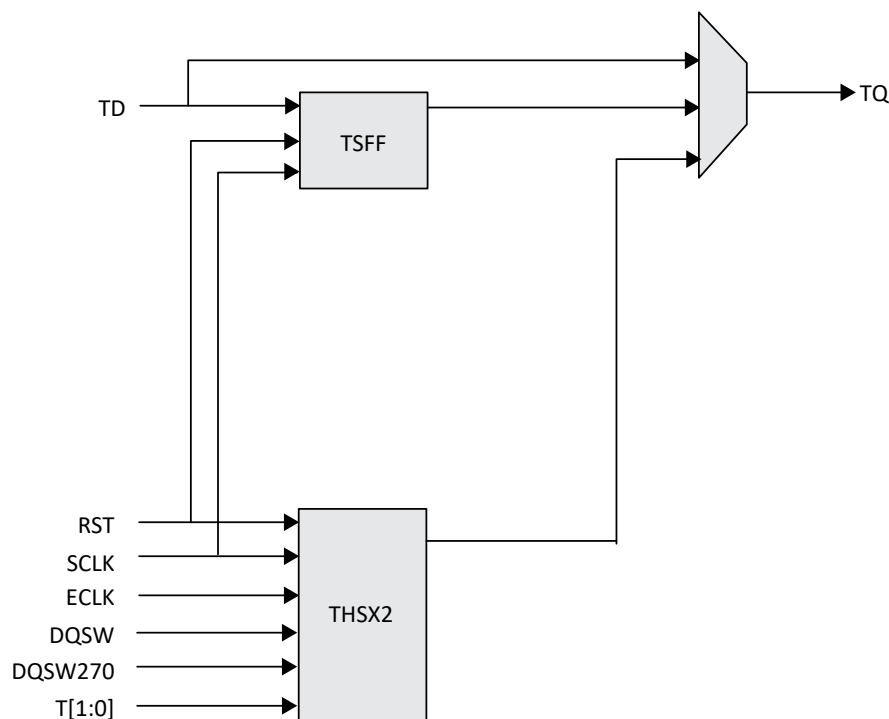 TD
TSFF
TQ
RST
SCLK
ECLK
THSX2
DQSW
DQSW270
T[1:0]